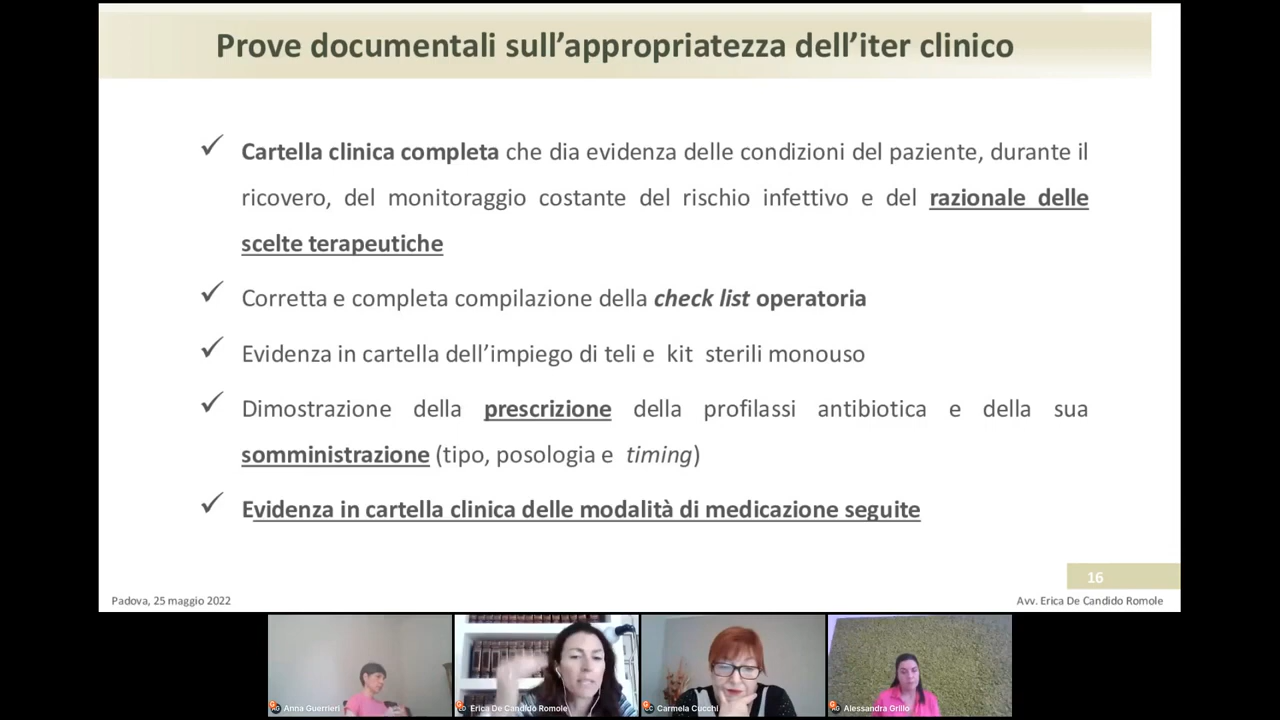 Prove documentali sull’appropriatezza dell’iter clinico
✓ Cartella clinica completa che dia evidenza delle condizioni del paziente, durante il
ricovero, del monitoraggio costante del rischio infettivo e del razionale delle
scelte terapeutiche
✓ Corretta e completa compilazione della check list operatoria
✓ Evidenza in cartella dell’impiego di teli e kit sterili monouso
✓ Dimostrazione della prescrizione della profilassi antibiotica e della sua
somministrazione (tipo, posologia e timing)
✓ Evidenza in cartella clinica delle modalità di medicazione seguite
16
Padova, 25 maggio 2022
Avv. Erica De Candido Romole
AG Anna Guerrieri
ED Erica De Candido Romole
CC Carmela Cucchi
AG Alessandra Grillo